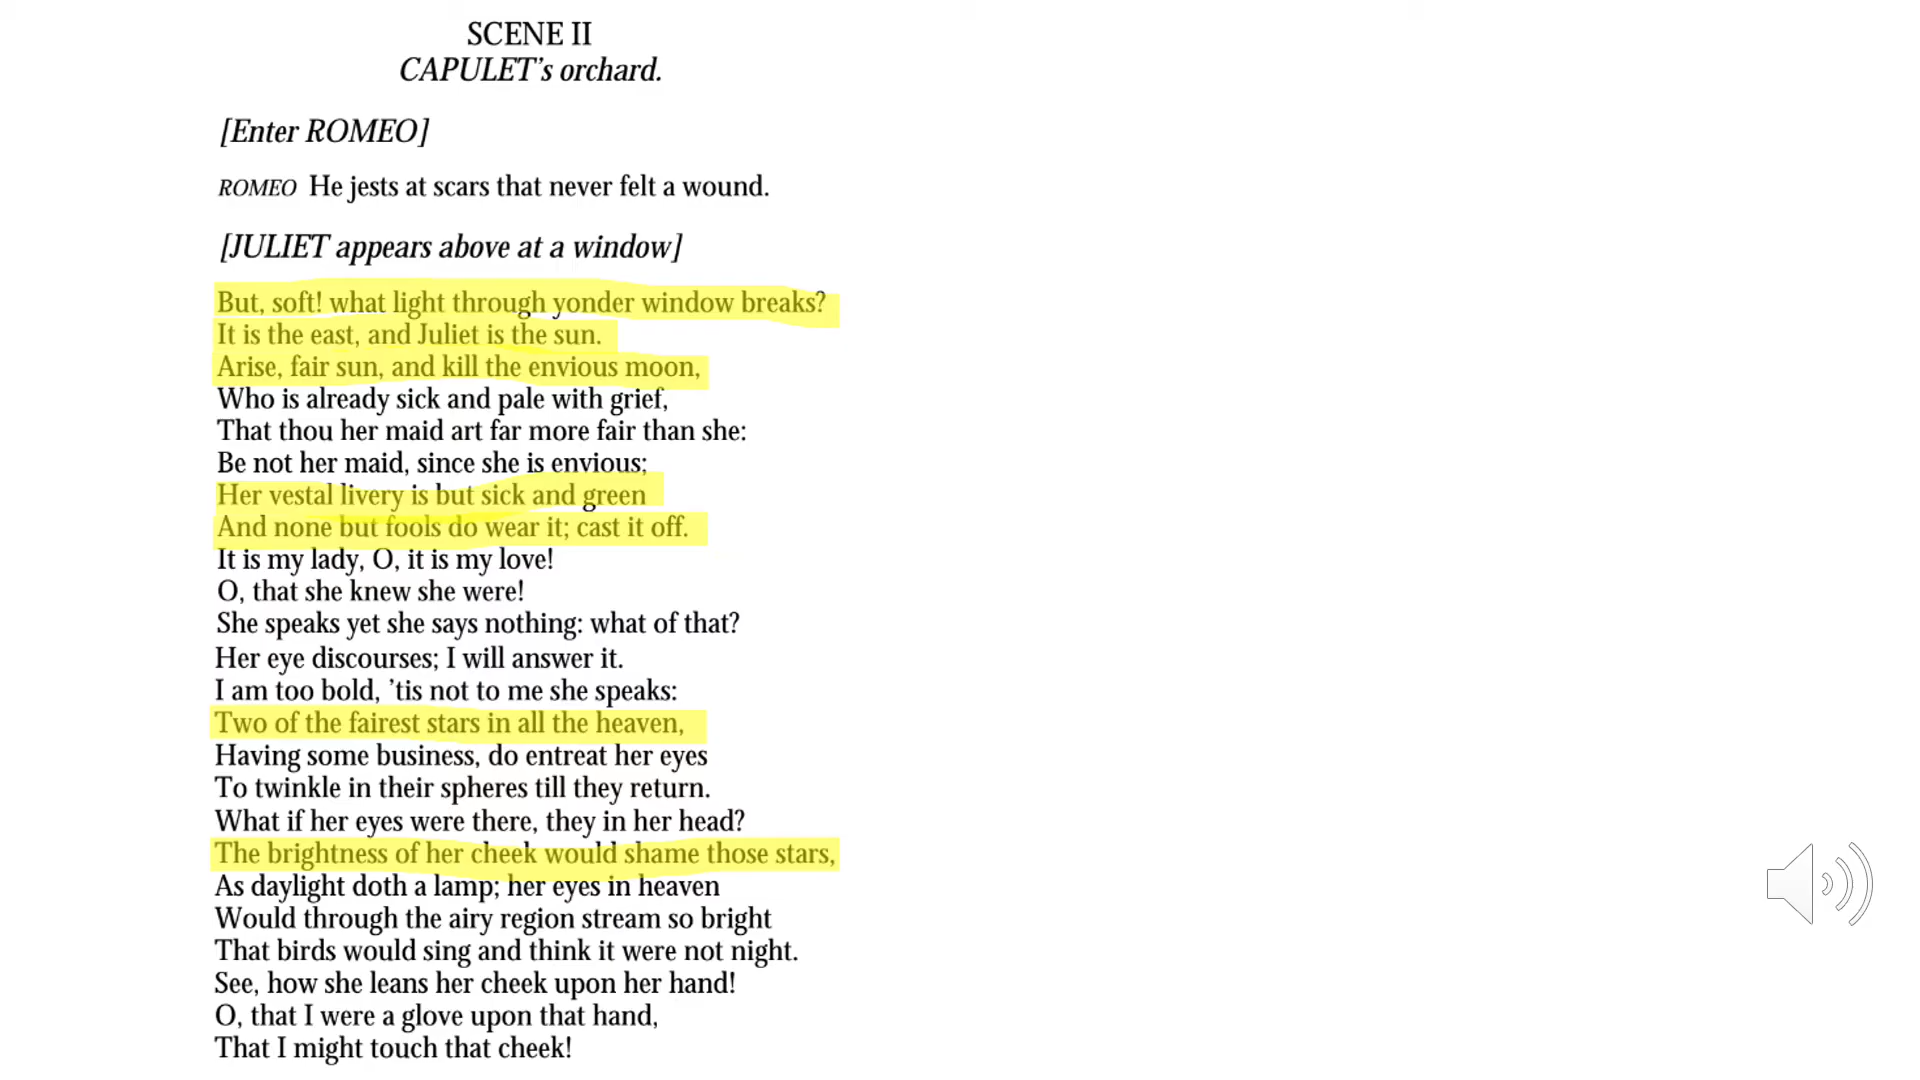 SCENE II
CAPULET’s orchard.
[Enter ROMEO]
ROMEO He jests at scars that never felt a wound.
[JULIET appears above at a window]
But, soft! what light through yonder window breaks?
It is the east, and Juliet is the sun.
Arise, fair sun, and kill the envious moon,
Who is already sick and pale with grief,
That thou her maid art far more fair than she:
Be not her maid, since she is envious;
Her vestal livery is but sick and green
And none but fools do wear it; cast it off.
It is my lady, O, it is my love!
O, that she knew she were!
She speaks yet she says nothing: what of that?
Her eye discourses; I will answer it.
I am too bold, ’tis not to me she speaks:
Two of the fairest stars in all the heaven,
Having some business, do entreat her eyes
To twinkle in their spheres till they return.
What if her eyes were there, they in her head?
The brightness of her cheek would shame those stars,
As daylight doth a lamp; her eyes in heaven
Would through the airy region stream so bright
That birds would sing and think it were not night.
See, how she leans her cheek upon her hand!
O, that I were a glove upon that hand,
That I might touch that cheek!